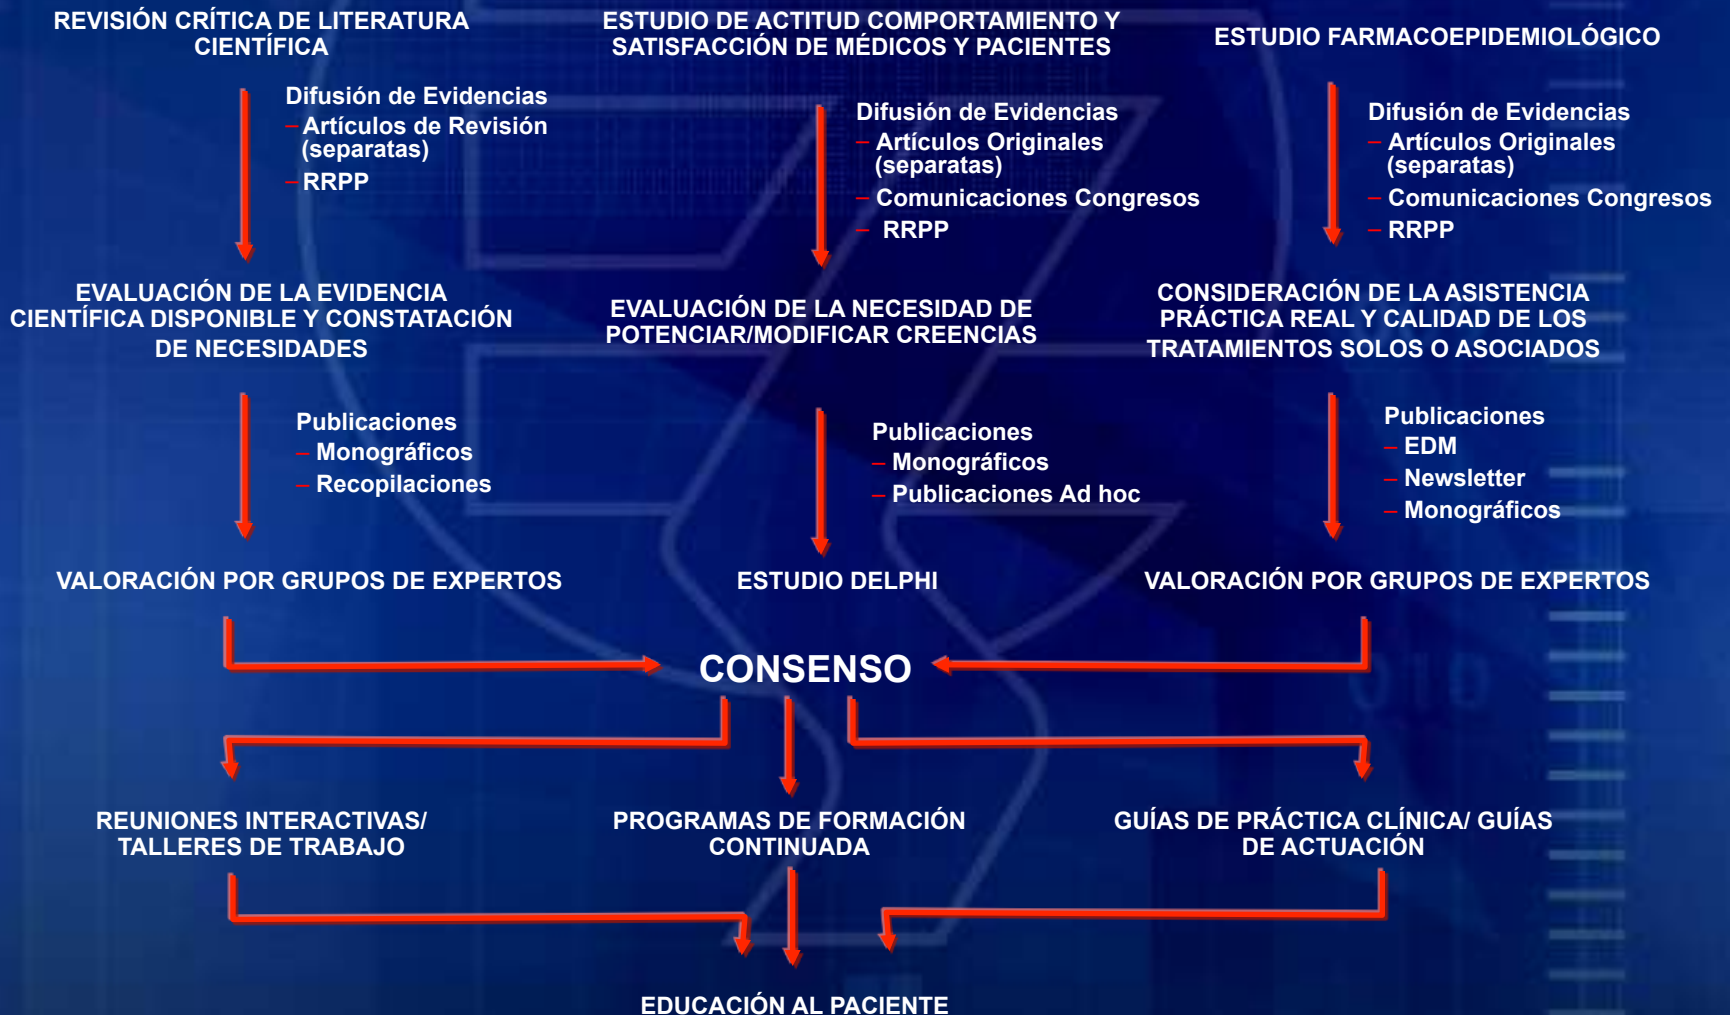 REVISIÓN CRÍTICA DE LITERATURA
CIENTÍFICA
Difusión de Evidencias
– Artículos de Revisión
(separatas)
– RRPP
EVALUACIÓN DE LA EVIDENCIA
CIENTÍFICA DISPONIBLE Y CONSTATACIÓN
DE NECESIDADES
Publicaciones
– Monográficos
– Recopilaciones
VALORACIÓN POR GRUPOS DE EXPERTOS
ESTUDIO DE ACTITUD COMPORTAMIENTO Y
SATISFACCIÓN DE MÉDICOS Y PACIENTES
Difusión de Evidencias
– Artículos Originales
(separatas)
– Comunicaciones Congresos
– RRPP
EVALUACIÓN DE LA NECESIDAD DE
POTENCIAR/MODIFICAR CREENCIAS
Publicaciones
– Monográficos
– Publicaciones Ad hoc
ESTUDIO DELPHI
ESTUDIO FARMACOEPIDEMIOLÓGICO
Difusión de Evidencias
– Artículos Originales
(separatas)
– Comunicaciones Congresos
– RRPP
CONSIDERACIÓN DE LA ASISTENCIA
PRÁCTICA REAL Y CALIDAD DE LOS
TRATAMIENTOS SOLOS O ASOCIADOS
Publicaciones
– EDM
– Newsletter
– Monográficos
VALORACIÓN POR GRUPOS DE EXPERTOS
CONSENSO
REUNIONES INTERACTIVAS/
TALLERES DE TRABAJO
PROGRAMAS DE FORMACIÓN
CONTINUADA
GUÍAS DE PRÁCTICA CLÍNICA/ GUÍAS
DE ACTUACIÓN
EDUCACIÓN AL PACIENTE